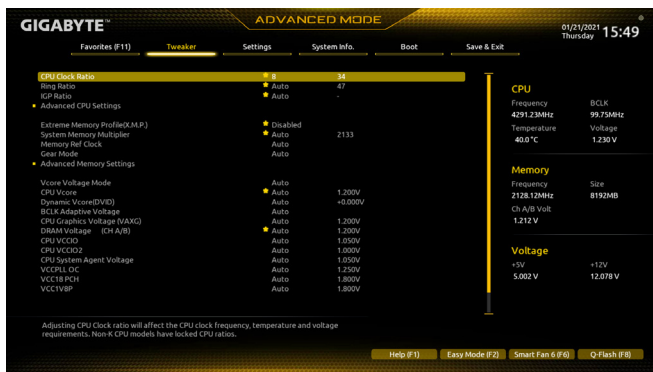 GIGABYTE™
ADVANCED MODE
01/21/2021 Thursday 15:49
Favorites (F11) Tweaker Settings System Info. Boot Save & Exit
CPU Clock Ratio 8 34
Ring Ratio Auto 47
IGP Ratio Auto -
Advanced CPU Settings
Extreme Memory Profile(X.M.P.) Disabled
System Memory Multiplier Auto 2133
Memory Ref Clock Auto
Gear Mode Auto
Advanced Memory Settings
Vcore Voltage Mode Auto
CPU Vcore Auto 1.200V
Dynamic Vcore(DVID) Auto +0.000V
BCLK Adaptive Voltage Auto
CPU Graphics Voltage (VAXG) Auto 1.200V
DRAM Voltage (CH A/B) Auto 1.200V
CPU VCCIO Auto 1.050V
CPU VCCIO2 Auto 1.000V
CPU System Agent Voltage Auto 1.050V
VCCPLL OC Auto 1.250V
VCC18 PCH Auto 1.800V
VCC1V8P Auto 1.800V
CPU
Frequency BCLK
4291.23MHz 99.75MHz
Temperature Voltage
40.0 °C 1.230 V
Memory
Frequency Size
2128.12MHz 8192MB
Ch A/B Volt
1.212 V
Voltage
+5V +12V
5.002 V 12.078 V
Adjusting CPU Clock ratio will affect the CPU clock frequency, temperature and voltage
requirements. Non-K CPU models have locked CPU ratios.
Help (F1) Easy Mode (F2) Smart Fan 6 (F6) Q-Flash (F8)